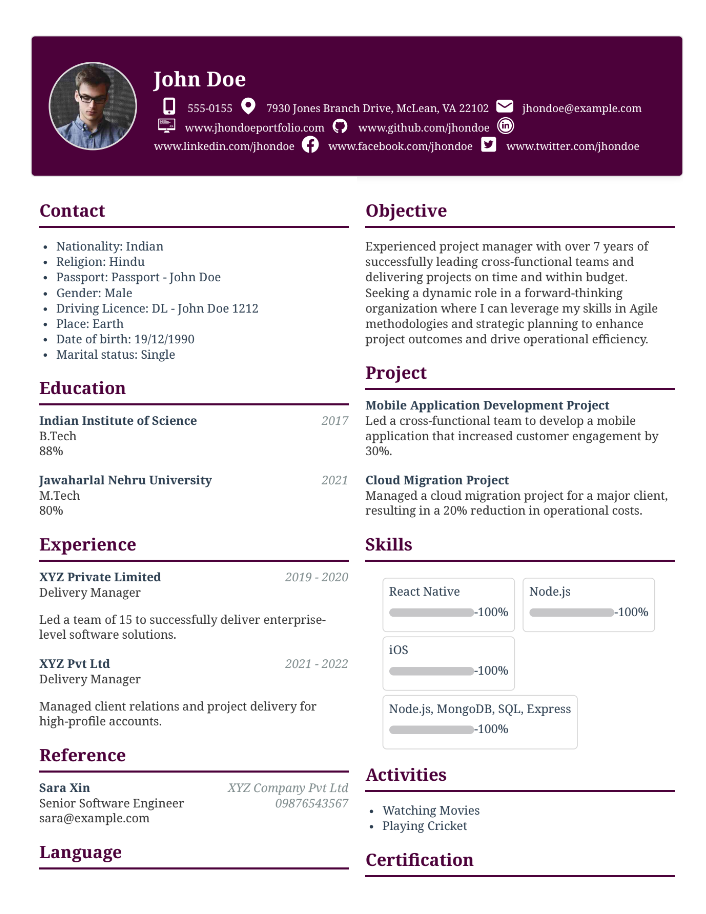 John Doe
555-0155 7930 Jones Branch Drive, McLean, VA 22102 jhondoe@example.com
www.jhondoeportfolio.com www.github.com/jhondoe
www.linkedin.com/jhondoe www.facebook.com/jhondoe www.twitter.com/jhondoe
Contact
• Nationality: Indian
• Religion: Hindu
• Passport: Passport - John Doe
• Gender: Male
• Driving Licence: DL - John Doe 1212
• Place: Earth
• Date of birth: 19/12/1990
• Marital status: Single
Education
Indian Institute of Science 2017
B.Tech
88%
Jawaharlal Nehru University 2021
M.Tech
80%
Experience
XYZ Private Limited 2019 - 2020
Delivery Manager
Led a team of 15 to successfully deliver enterprise-
level software solutions.
XYZ Pvt Ltd 2021 - 2022
Delivery Manager
Managed client relations and project delivery for
high-profile accounts.
Reference
Sara Xin XYZ Company Pvt Ltd
Senior Software Engineer 09876543567
sara@example.com
Language
Objective
Experienced project manager with over 7 years of
successfully leading cross-functional teams and
delivering projects on time and within budget.
Seeking a dynamic role in a forward-thinking
organization where I can leverage my skills in Agile
methodologies and strategic planning to enhance
project outcomes and drive operational efficiency.
Project
Mobile Application Development Project
Led a cross-functional team to develop a mobile
application that increased customer engagement by
30%.
Cloud Migration Project
Managed a cloud migration project for a major client,
resulting in a 20% reduction in operational costs.
Skills
React Native
-100%
Node.js
-100%
iOS
-100%
Node.js, MongoDB, SQL, Express
-100%
Activities
• Watching Movies
• Playing Cricket
Certification